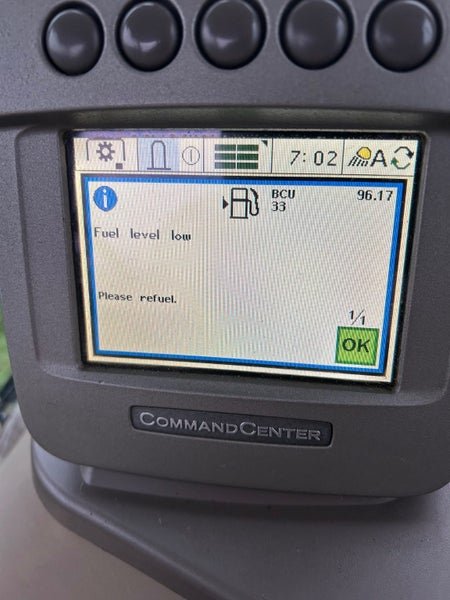 7:02
A
BCU
33
96.17
Fuel level low
Please refuel.
1/1
OK
COMMANDCENTER